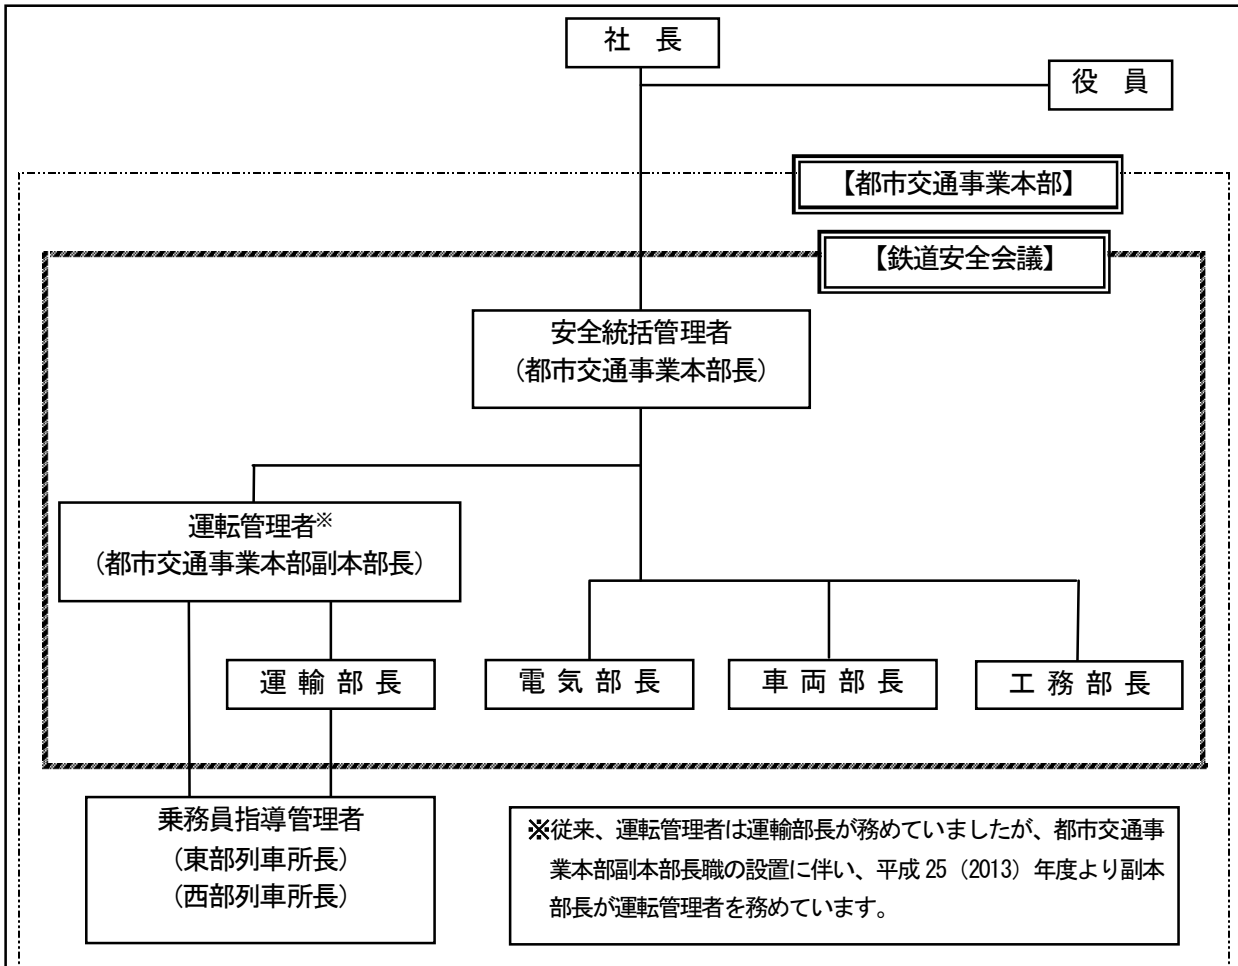 社　長
役　員
【都市交通事業本部】
【鉄道安全会議】
安全統括管理者
（都市交通事業本部長）
運転管理者※
（都市交通事業本部副本部長）
運 輸 部 長
電 気 部 長
車 両 部 長
工 務 部 長
乗務員指導管理者
（東部列車所長）
（西部列車所長）
※従来、運転管理者は運輸部長が務めていましたが、都市交通事
業本部副本部長職の設置に伴い、平成 25（2013）年度より副本
部長が運転管理者を務めています。